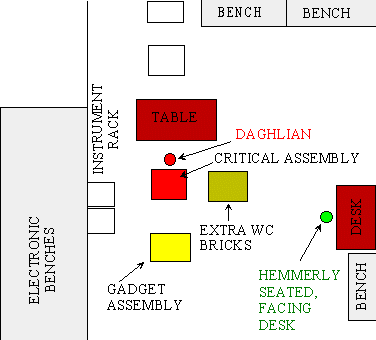 BENCH
BENCH
INSTRUMENT
RACK
TABLE
DAGHLIAN
CRITICAL ASSEMBLY
EXTRA WC
BRICKS
DESK
ELECTRONIC
BENCHES
GADGET
ASSEMBLY
HEMMERLY
SEATED,
FACING
DESK
BENCH